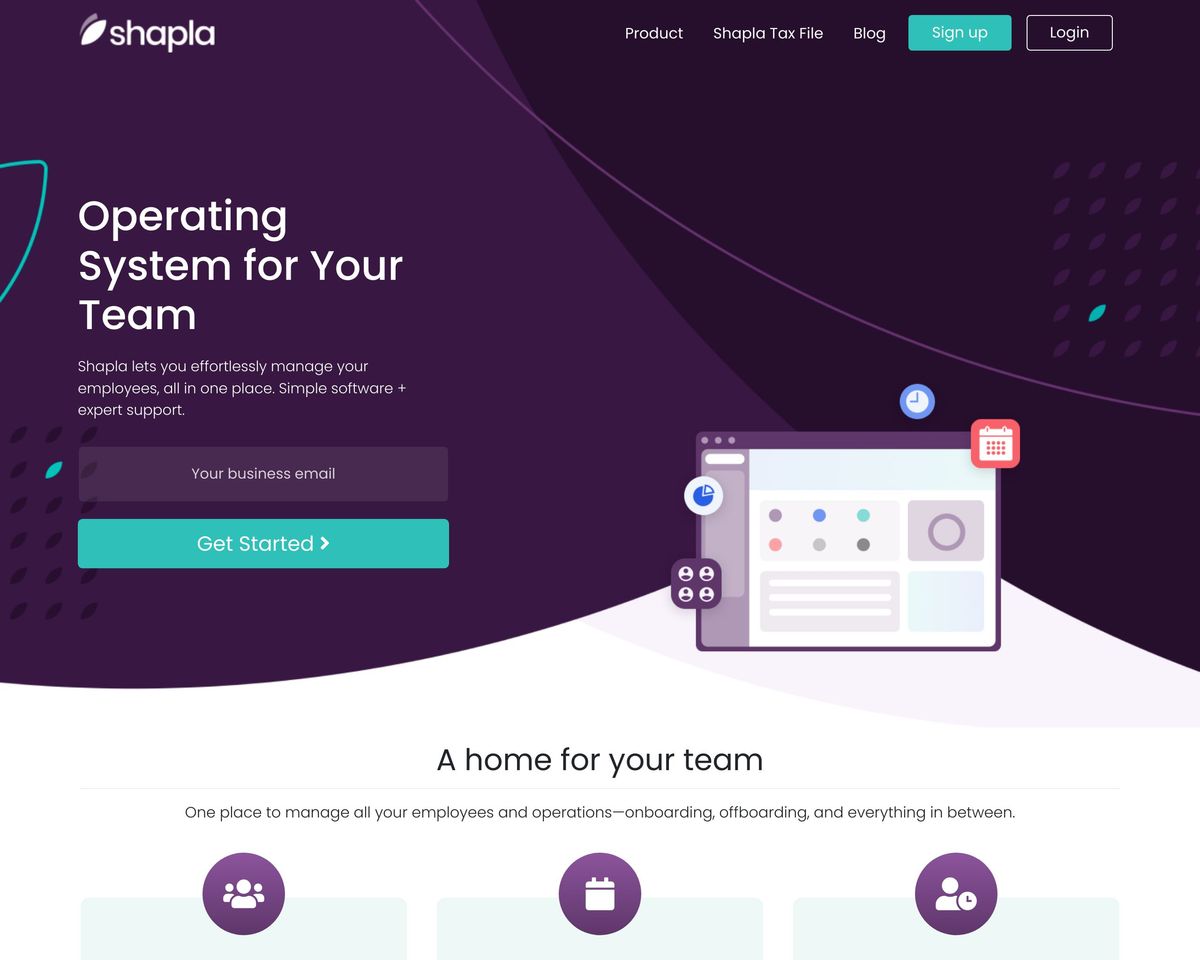 shapla
Product
Shapla Tax File
Blog
Sign up
Login
Operating
System for Your
Team
Shapla lets you effortlessly manage your
employees, all in one place. Simple software +
expert support.
Your business email
Get Started
A home for your team
One place to manage all your employees and operations—onboarding, offboarding, and everything in between.